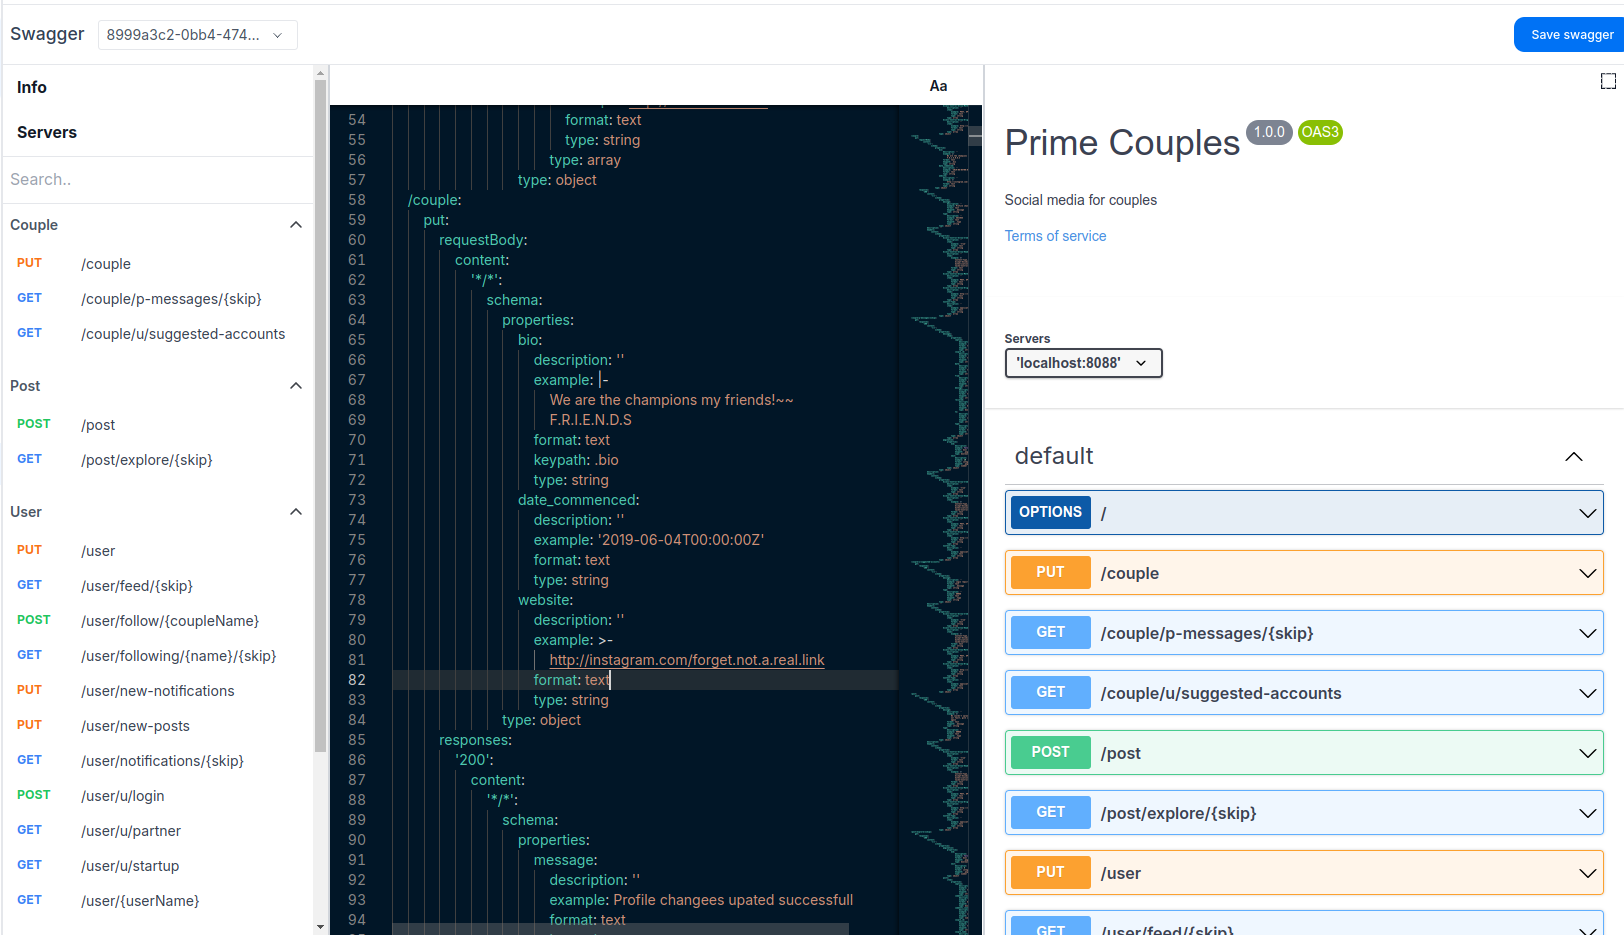 Swagger
8999a3c2-0bb4-474...
Save swagger
Info
Servers
Search..
Couple
PUT /couple
GET /couple/p-messages/{skip}
GET /couple/u/suggested-accounts
Post
POST /post
GET /post/explore/{skip}
User
PUT /user
GET /user/feed/{skip}
POST /user/follow/{coupleName}
GET /user/following/{name}/{skip}
PUT /user/new-notifications
PUT /user/new-posts
GET /user/notifications/{skip}
POST /user/u/login
GET /user/u/partner
GET /user/u/startup
GET /user/{userName}
Aa
54 format: text
55 type: string
56 type: array
57 type: object
58 /couple:
59 put:
60 requestBody:
61 content:
62 '*/*':
63 schema:
64 properties:
65 bio:
66 description: ''
67 example: |-
68 We are the champions my friends!~~
69 F.R.I.E.N.D.S
70 format: text
71 keypath: .bio
72 type: string
73 date_commenced:
74 description: ''
75 example: '2019-06-04T00:00:00Z'
76 format: text
77 type: string
78 website:
79 description: ''
80 example: >-
81 http://instagram.com/forget.not.a.real.link
82 format: text
83 type: string
84 type: object
85 responses:
86 '200':
87 content:
88 '*/*':
89 schema:
90 properties:
91 message:
92 description: ''
93 example: Profile changees upated successfull
94 format: text
Prime Couples 1.0.0 OAS3
Social media for couples
Terms of service
Servers
'localhost:8088'
default
OPTIONS /
PUT /couple
GET /couple/p-messages/{skip}
GET /couple/u/suggested-accounts
POST /post
GET /post/explore/{skip}
PUT /user
GET /user/feed/{skip}